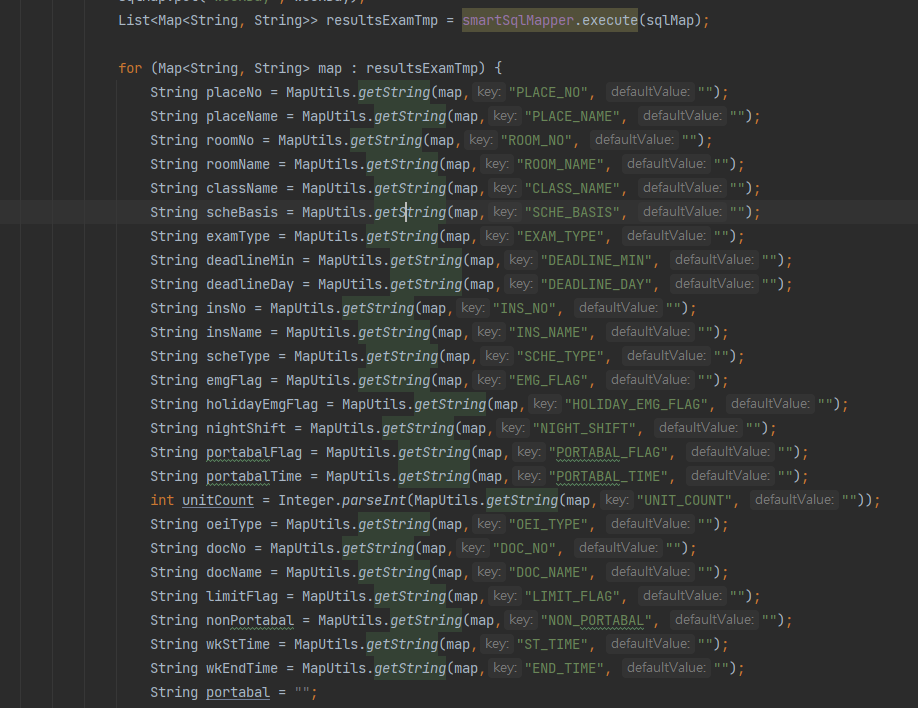 List<Map<String, String>> resultsExamTmp = smartSqlMapper.execute(sqlMap);
for (Map<String, String> map : resultsExamTmp) {
String placeNo = MapUtils.getString(map, key: "PLACE_NO", defaultValue: "");
String placeName = MapUtils.getString(map, key: "PLACE_NAME", defaultValue: "");
String roomNo = MapUtils.getString(map, key: "ROOM_NO", defaultValue: "");
String roomName = MapUtils.getString(map, key: "ROOM_NAME", defaultValue: "");
String className = MapUtils.getString(map, key: "CLASS_NAME", defaultValue: "");
String scheBasis = MapUtils.getString(map, key: "SCHE_BASIS", defaultValue: "");
String examType = MapUtils.getString(map, key: "EXAM_TYPE", defaultValue: "");
String deadlineMin = MapUtils.getString(map, key: "DEADLINE_MIN", defaultValue: "");
String deadlineDay = MapUtils.getString(map, key: "DEADLINE_DAY", defaultValue: "");
String insNo = MapUtils.getString(map, key: "INS_NO", defaultValue: "");
String insName = MapUtils.getString(map, key: "INS_NAME", defaultValue: "");
String scheType = MapUtils.getString(map, key: "SCHE_TYPE", defaultValue: "");
String emgFlag = MapUtils.getString(map, key: "EMG_FLAG", defaultValue: "");
String holidayEmgFlag = MapUtils.getString(map, key: "HOLIDAY_EMG_FLAG", defaultValue: "");
String nightShift = MapUtils.getString(map, key: "NIGHT_SHIFT", defaultValue: "");
String portabalFlag = MapUtils.getString(map, key: "PORTABAL_FLAG", defaultValue: "");
String portabalTime = MapUtils.getString(map, key: "PORTABAL_TIME", defaultValue: "");
int unitCount = Integer.parseInt(MapUtils.getString(map, key: "UNIT_COUNT", defaultValue: ""));
String oeiType = MapUtils.getString(map, key: "OEI_TYPE", defaultValue: "");
String docNo = MapUtils.getString(map, key: "DOC_NO", defaultValue: "");
String docName = MapUtils.getString(map, key: "DOC_NAME", defaultValue: "");
String limitFlag = MapUtils.getString(map, key: "LIMIT_FLAG", defaultValue: "");
String nonPortabal = MapUtils.getString(map, key: "NON_PORTABAL", defaultValue: "");
String wkStTime = MapUtils.getString(map, key: "ST_TIME", defaultValue: "");
String wkEndTime = MapUtils.getString(map, key: "END_TIME", defaultValue: "");
String portabal = "";